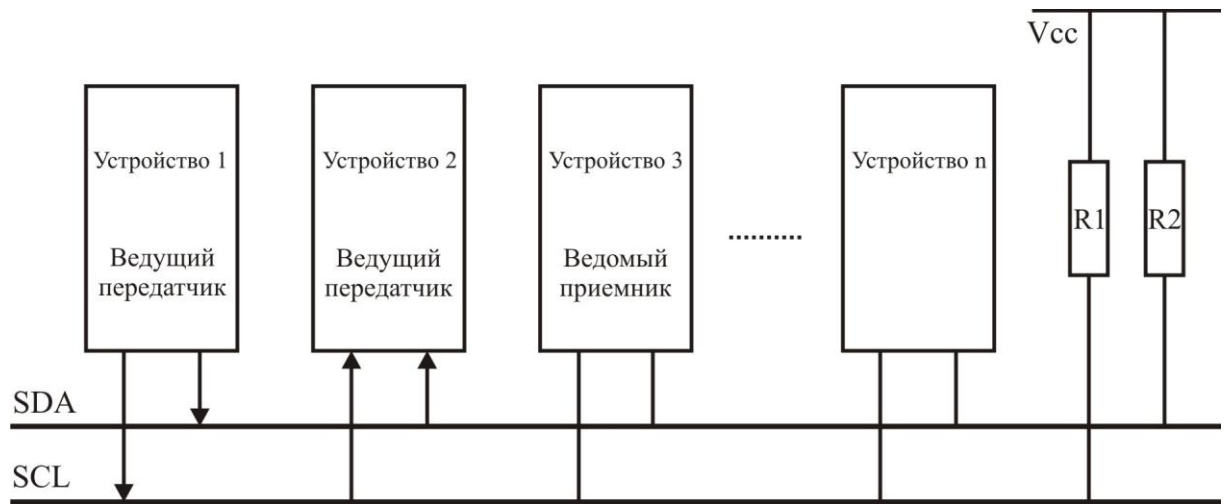 Vcc
Устройство 1
Ведущий
передатчик
Устройство 2
Ведущий
передатчик
Устройство 3
Ведомый
приемник
..........
Устройство n
R1
R2
SDA
SCL